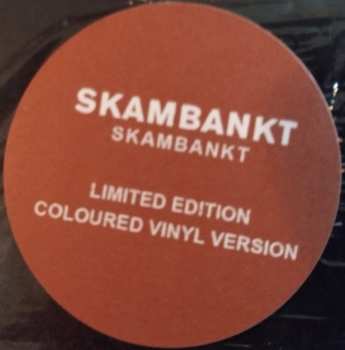 SKAMBANKT
SKAMBANKT
LIMITED EDITION
COLOURED VINYL VERSION